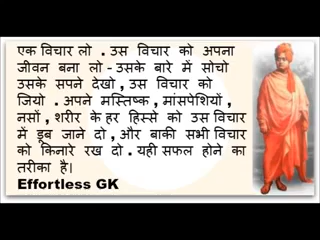 एक विचार लो . उस विचार को अपना
जीवन बना लो - उसके बारे में सोचो
उसके सपने देखो , उस विचार को
जियो . अपने मस्तिष्क , मांसपेशियों ,
नसों , शरीर के हर हिस्से को उस विचार
में डूब जाने दो , और बाकी सभी विचार
को किनारे रख दो . यही सफल होने का
तरीका है।
Effortless GK